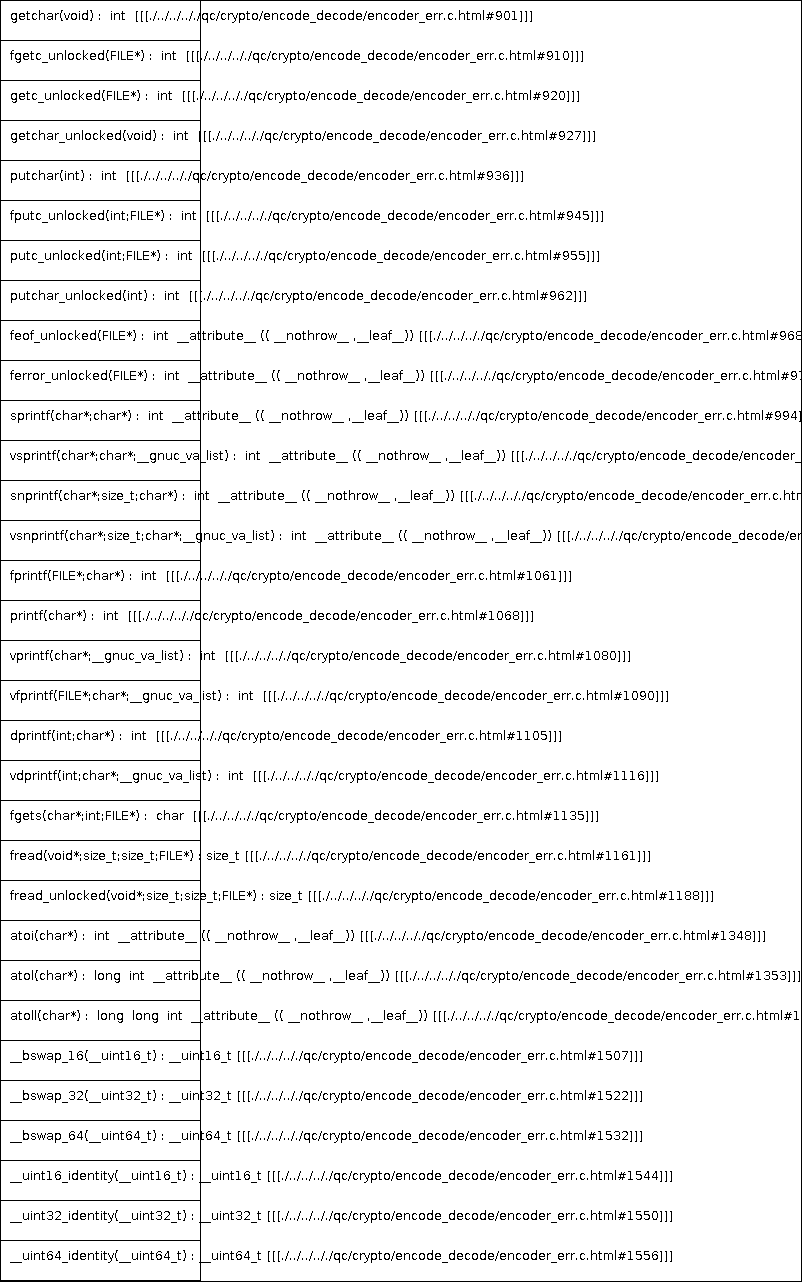 getchar(void) : int [[[./../../../qc/crypto/encode_decode/encoder_err.c.html#901]]]
fgetc_unlocked(FILE*) : int [[[./../../../qc/crypto/encode_decode/encoder_err.c.html#910]]]
getc_unlocked(FILE*) : int [[[./../../.././qc/crypto/encode_decode/encoder_err.c.html#920]]]
getchar_unlocked(void) : int [[[./../../.././qc/crypto/encode_decode/encoder_err.c.html#927]]]
putchar(int) : int [[[./../../.././qc/crypto/encode_decode/encoder_err.c.html#936]]]
fputc_unlocked(int;FILE*) : int [[[./../../.././qc/crypto/encode_decode/encoder_err.c.html#945]]]
putc_unlocked(int;FILE*) : int [[[./../../.././qc/crypto/encode_decode/encoder_err.c.html#955]]]
putchar_unlocked(int) : int [[[./../../.././qc/crypto/encode_decode/encoder_err.c.html#962]]]
feof_unlocked(FILE*) : int __attribute__ (( __nothrow__ ,__leaf__)) [[[./../../.././qc/crypto/encode_decode/encoder_err.c.html#968
ferror_unlocked(FILE*) : int __attribute__ (( __nothrow__ ,__leaf__)) [[[./../../.././qc/crypto/encode_decode/encoder_err.c.html#97
sprintf(char*;char*) : int __attribute__ (( __nothrow__ ,__leaf__)) [[[./../../.././qc/crypto/encode_decode/encoder_err.c.html#994]
vsprintf(char*;char*;__gnuc_va_list) : int __attribute__ (( __nothrow__ ,__leaf__)) [[[./../../.././qc/crypto/encode_decode/encoder_
snprintf(char*;size_t;char*) : int __attribute__ (( __nothrow__ ,__leaf__)) [[[./../../.././qc/crypto/encode_decode/encoder_err.c.htm
vsnprintf(char*;size_t;char*;__gnuc_va_list) : int __attribute__ (( __nothrow__ ,__leaf__)) [[[./../../.././qc/crypto/encode_decode/en
fprintf(FILE*;char*) : int [[[./../../.././qc/crypto/encode_decode/encoder_err.c.html#1061]]]
printf(char*) : int [[[./../../.././qc/crypto/encode_decode/encoder_err.c.html#1068]]]
vprintf(char*;__gnuc_va_list) : int [[[./../../.././qc/crypto/encode_decode/encoder_err.c.html#1080]]]
vfprintf(FILE*;char*;__gnuc_va_list) : int [[[./../../.././qc/crypto/encode_decode/encoder_err.c.html#1090]]]
dprintf(int;char*) : int [[[./../../.././qc/crypto/encode_decode/encoder_err.c.html#1105]]]
vdprintf(int;char*;__gnuc_va_list) : int [[[./../../.././qc/crypto/encode_decode/encoder_err.c.html#1116]]]
fgets(char*;int;FILE*) : char [[[./../../.././qc/crypto/encode_decode/encoder_err.c.html#1135]]]
fread(void*;size_t;size_t;FILE*) : size_t [[[./../../.././qc/crypto/encode_decode/encoder_err.c.html#1161]]]
fread_unlocked(void*;size_t;size_t;FILE*) : size_t [[[./../../.././qc/crypto/encode_decode/encoder_err.c.html#1188]]]
atoi(char*) : int __attribute__ (( __nothrow__ ,__leaf__)) [[[./../../.././qc/crypto/encode_decode/encoder_err.c.html#1348]]]
atol(char*) : long int __attribute__ (( __nothrow__ ,__leaf__)) [[[./../../.././qc/crypto/encode_decode/encoder_err.c.html#1353]]]
atoll(char*) : long long int __attribute__ (( __nothrow__ ,__leaf__)) [[[./../../.././qc/crypto/encode_decode/encoder_err.c.html#1
__bswap_16(__uint16_t) : __uint16_t [[[./../../.././qc/crypto/encode_decode/encoder_err.c.html#1507]]]
__bswap_32(__uint32_t) : __uint32_t [[[./../../.././qc/crypto/encode_decode/encoder_err.c.html#1522]]]
__bswap_64(__uint64_t) : __uint64_t [[[./../../.././qc/crypto/encode_decode/encoder_err.c.html#1532]]]
__uint16_identity(__uint16_t) : __uint16_t [[[./../../.././qc/crypto/encode_decode/encoder_err.c.html#1544]]]
__uint32_identity(__uint32_t) : __uint32_t [[[./../../.././qc/crypto/encode_decode/encoder_err.c.html#1550]]]
__uint64_identity(__uint64_t) : __uint64_t [[[./../../.././qc/crypto/encode_decode/encoder_err.c.html#1556]]]